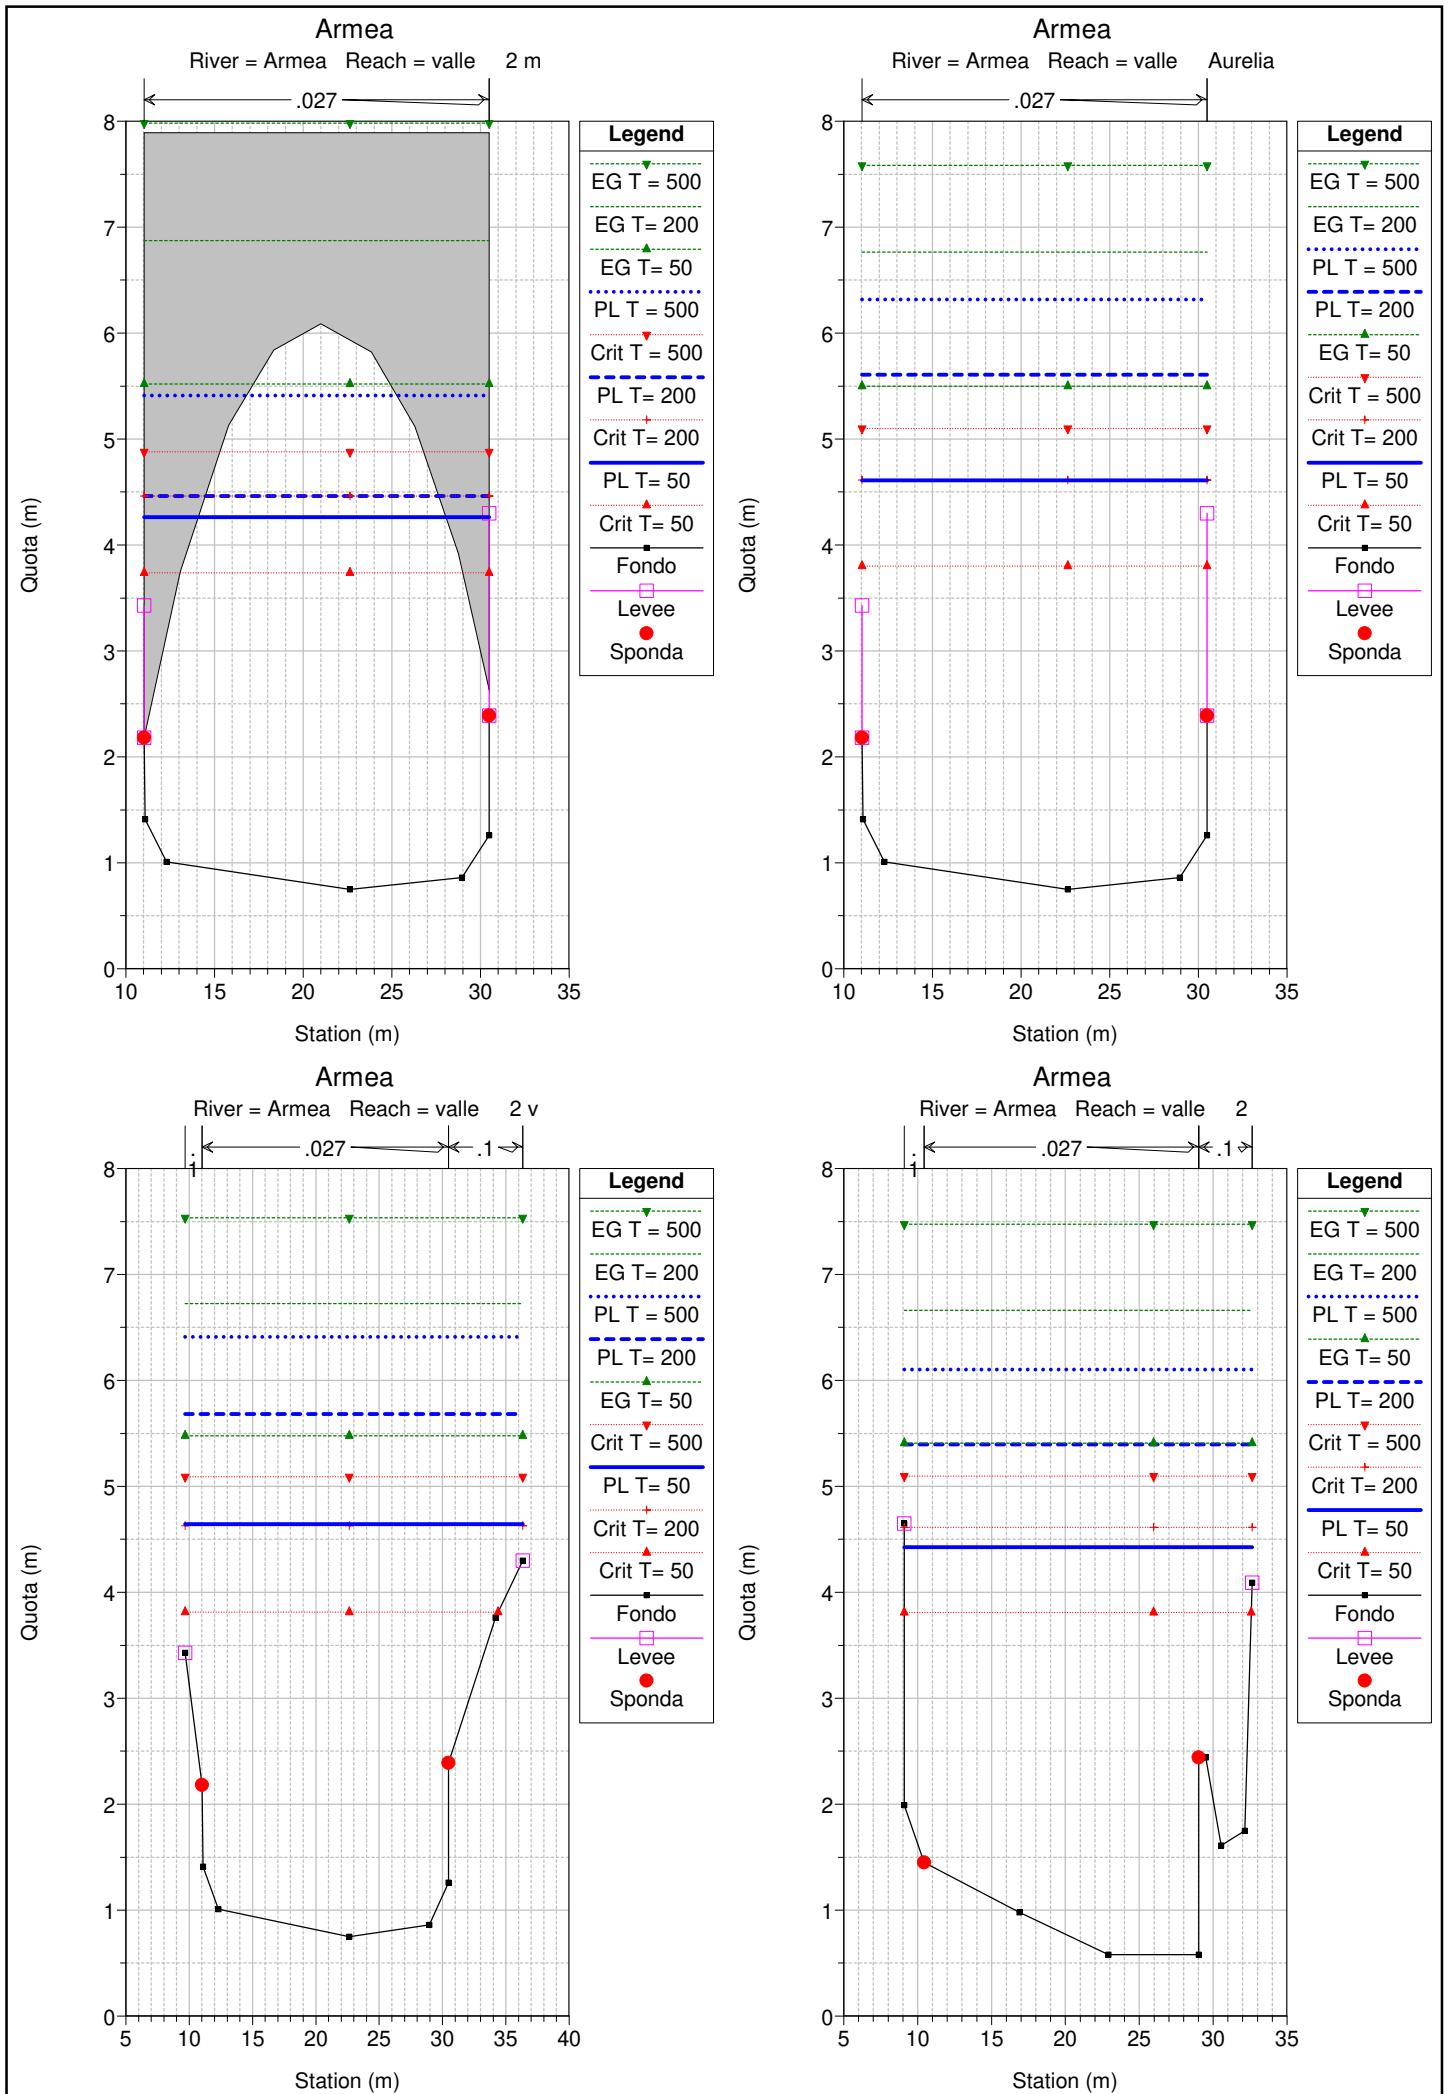 Armea
River = Armea Reach = valle 2 m
.027
8
7
6
5
4
3
2
1
0
Quota (m)
10 15 20 25 30 35
Station (m)
Legend
EG T = 500
EG T= 200
EG T= 50
PL T = 500
Crit T = 500
PL T= 200
Crit T= 200
PL T= 50
Crit T= 50
Fondo
Levee
Sponda
Armea
River = Armea Reach = valle Aurelia
.027
8
7
6
5
4
3
2
1
0
Quota (m)
10 15 20 25 30 35
Station (m)
Legend
EG T = 500
EG T= 200
PL T = 500
PL T= 200
EG T= 50
Crit T = 500
Crit T= 200
PL T= 50
Crit T= 50
Fondo
Levee
Sponda
Armea
River = Armea Reach = valle 2 v
.1
.027
.1
8
7
6
5
4
3
2
1
0
Quota (m)
5 10 15 20 25 30 35 40
Station (m)
Legend
EG T = 500
EG T= 200
PL T = 500
PL T= 200
EG T= 50
Crit T = 500
PL T= 50
Crit T= 200
Crit T= 50
Fondo
Levee
Sponda
Armea
River = Armea Reach = valle 2
.1
.027
.1
8
7
6
5
4
3
2
1
0
Quota (m)
5 10 15 20 25 30 35
Station (m)
Legend
EG T = 500
EG T= 200
PL T = 500
EG T= 50
PL T= 200
Crit T = 500
Crit T= 200
PL T= 50
Crit T= 50
Fondo
Levee
Sponda